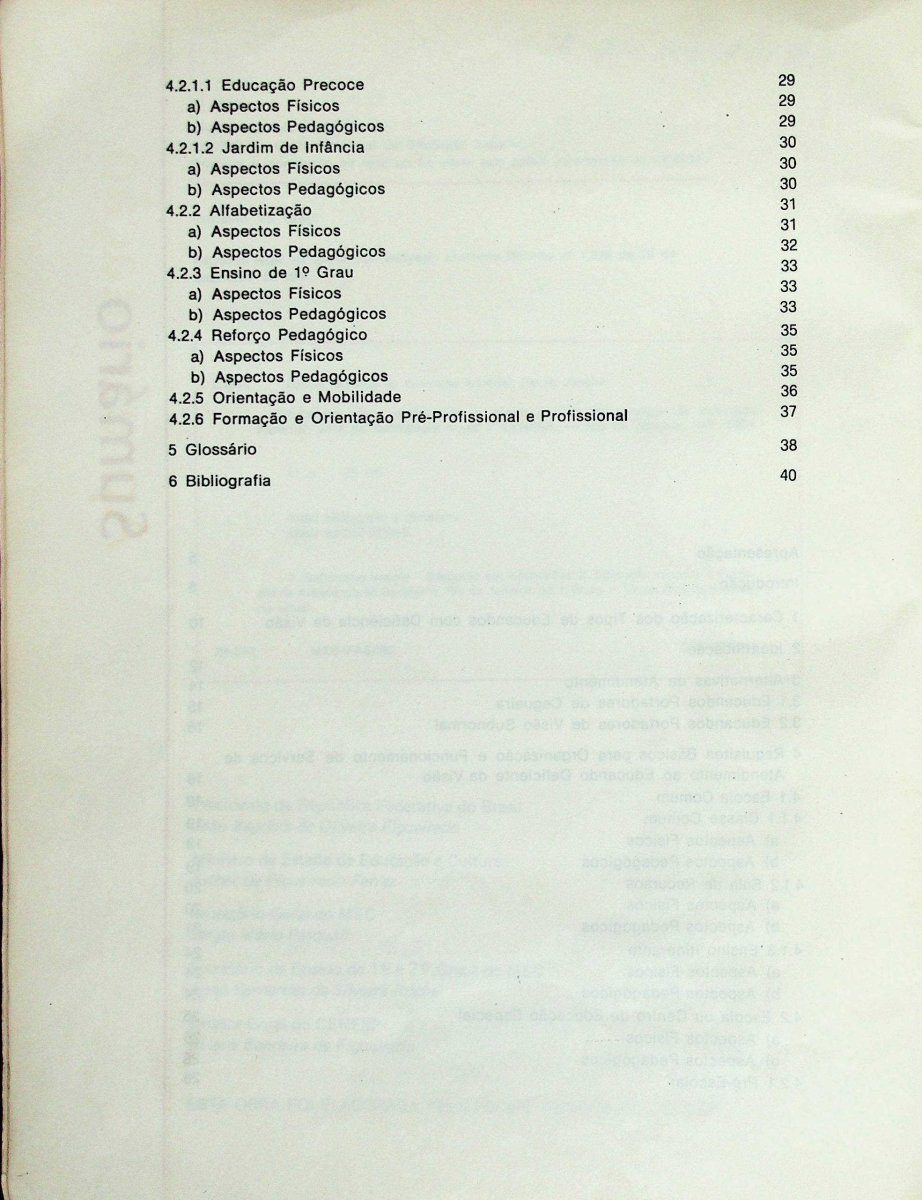 4.2.1.1 Educação Precoce 29
a) Aspectos Físicos 29
b) Aspectos Pedagógicos 29
4.2.1.2 Jardim de Infância 30
a) Aspectos Físicos 30
b) Aspectos Pedagógicos 30
4.2.2 Alfabetização 31
a) Aspectos Físicos 31
b) Aspectos Pedagógicos 32
4.2.3 Ensino de 1º Grau 33
a) Aspectos Físicos 33
b) Aspectos Pedagógicos 33
4.2.4 Reforço Pedagógico 35
a) Aspectos Físicos 35
b) Aspectos Pedagógicos 35
4.2.5 Orientação e Mobilidade 36
4.2.6 Formação e Orientação Pré-Profissional e Profissional 37
5 Glossário 38
6 Bibliografia 40